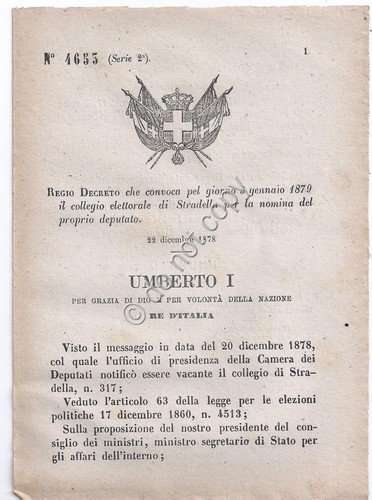 N° 4653 (Serie 2ª).
1
REGIO DECRETO che convoca pel giorno 5 gennaio 1879
il collegio elettorale di Stradella per la nomina del
proprio deputato.
22 dicembre 1878
UMBERTO I
PER GRAZIA DI DIO E PER VOLONTÀ DELLA NAZIONE
RE D'ITALIA
Visto il messaggio in data del 20 dicembre 1878,
col quale l'ufficio di presidenza della Camera dei
Deputati notificò essere vacante il collegio di Stra-
della, n. 317;
Veduto l'articolo 63 della legge per le elezioni
politiche 17 dicembre 1860, n. 4513;
Sulla proposizione del nostro presidente del con-
siglio dei ministri, ministro segretario di Stato per
gli affari dell'interno;
do not copy